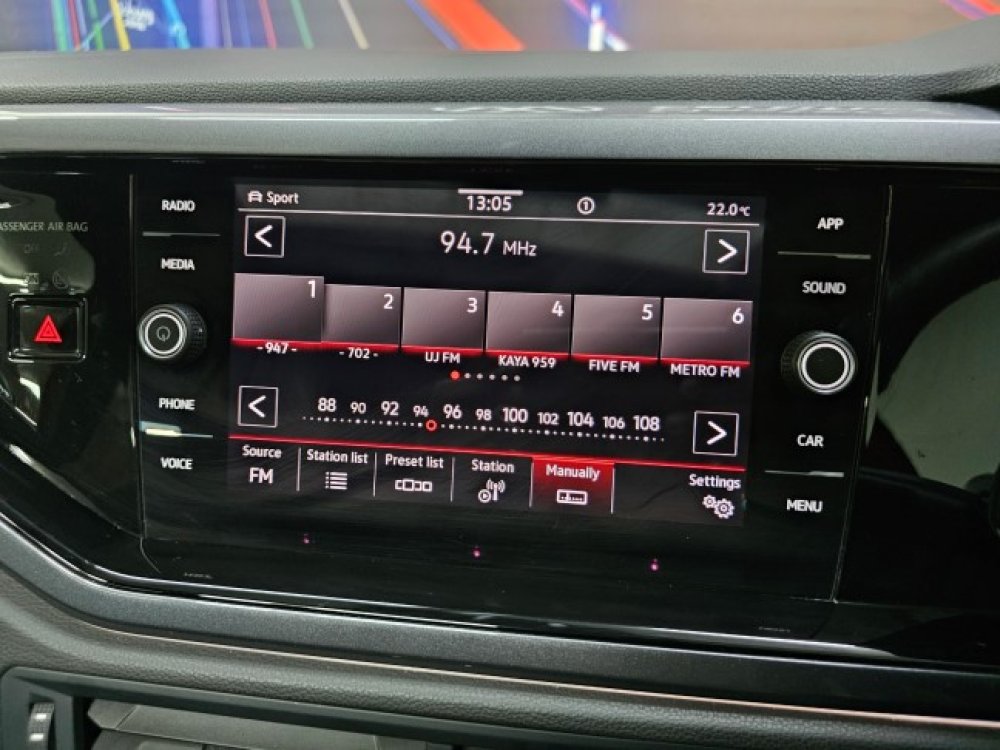 Sport 13:05 1 22.0°C
94.7 MHz
1 2 3 4 5 6
- 947 - - 702 - UJ FM KAYA 959 FIVE FM METRO FM
88 90 92 94 96 98 100 102 104 106 108
Source Station list Preset list Station Manually Settings
FM
RADIO
MEDIA
PHONE
VOICE
APP
SOUND
CAR
MENU
PASSENGER AIR BAG